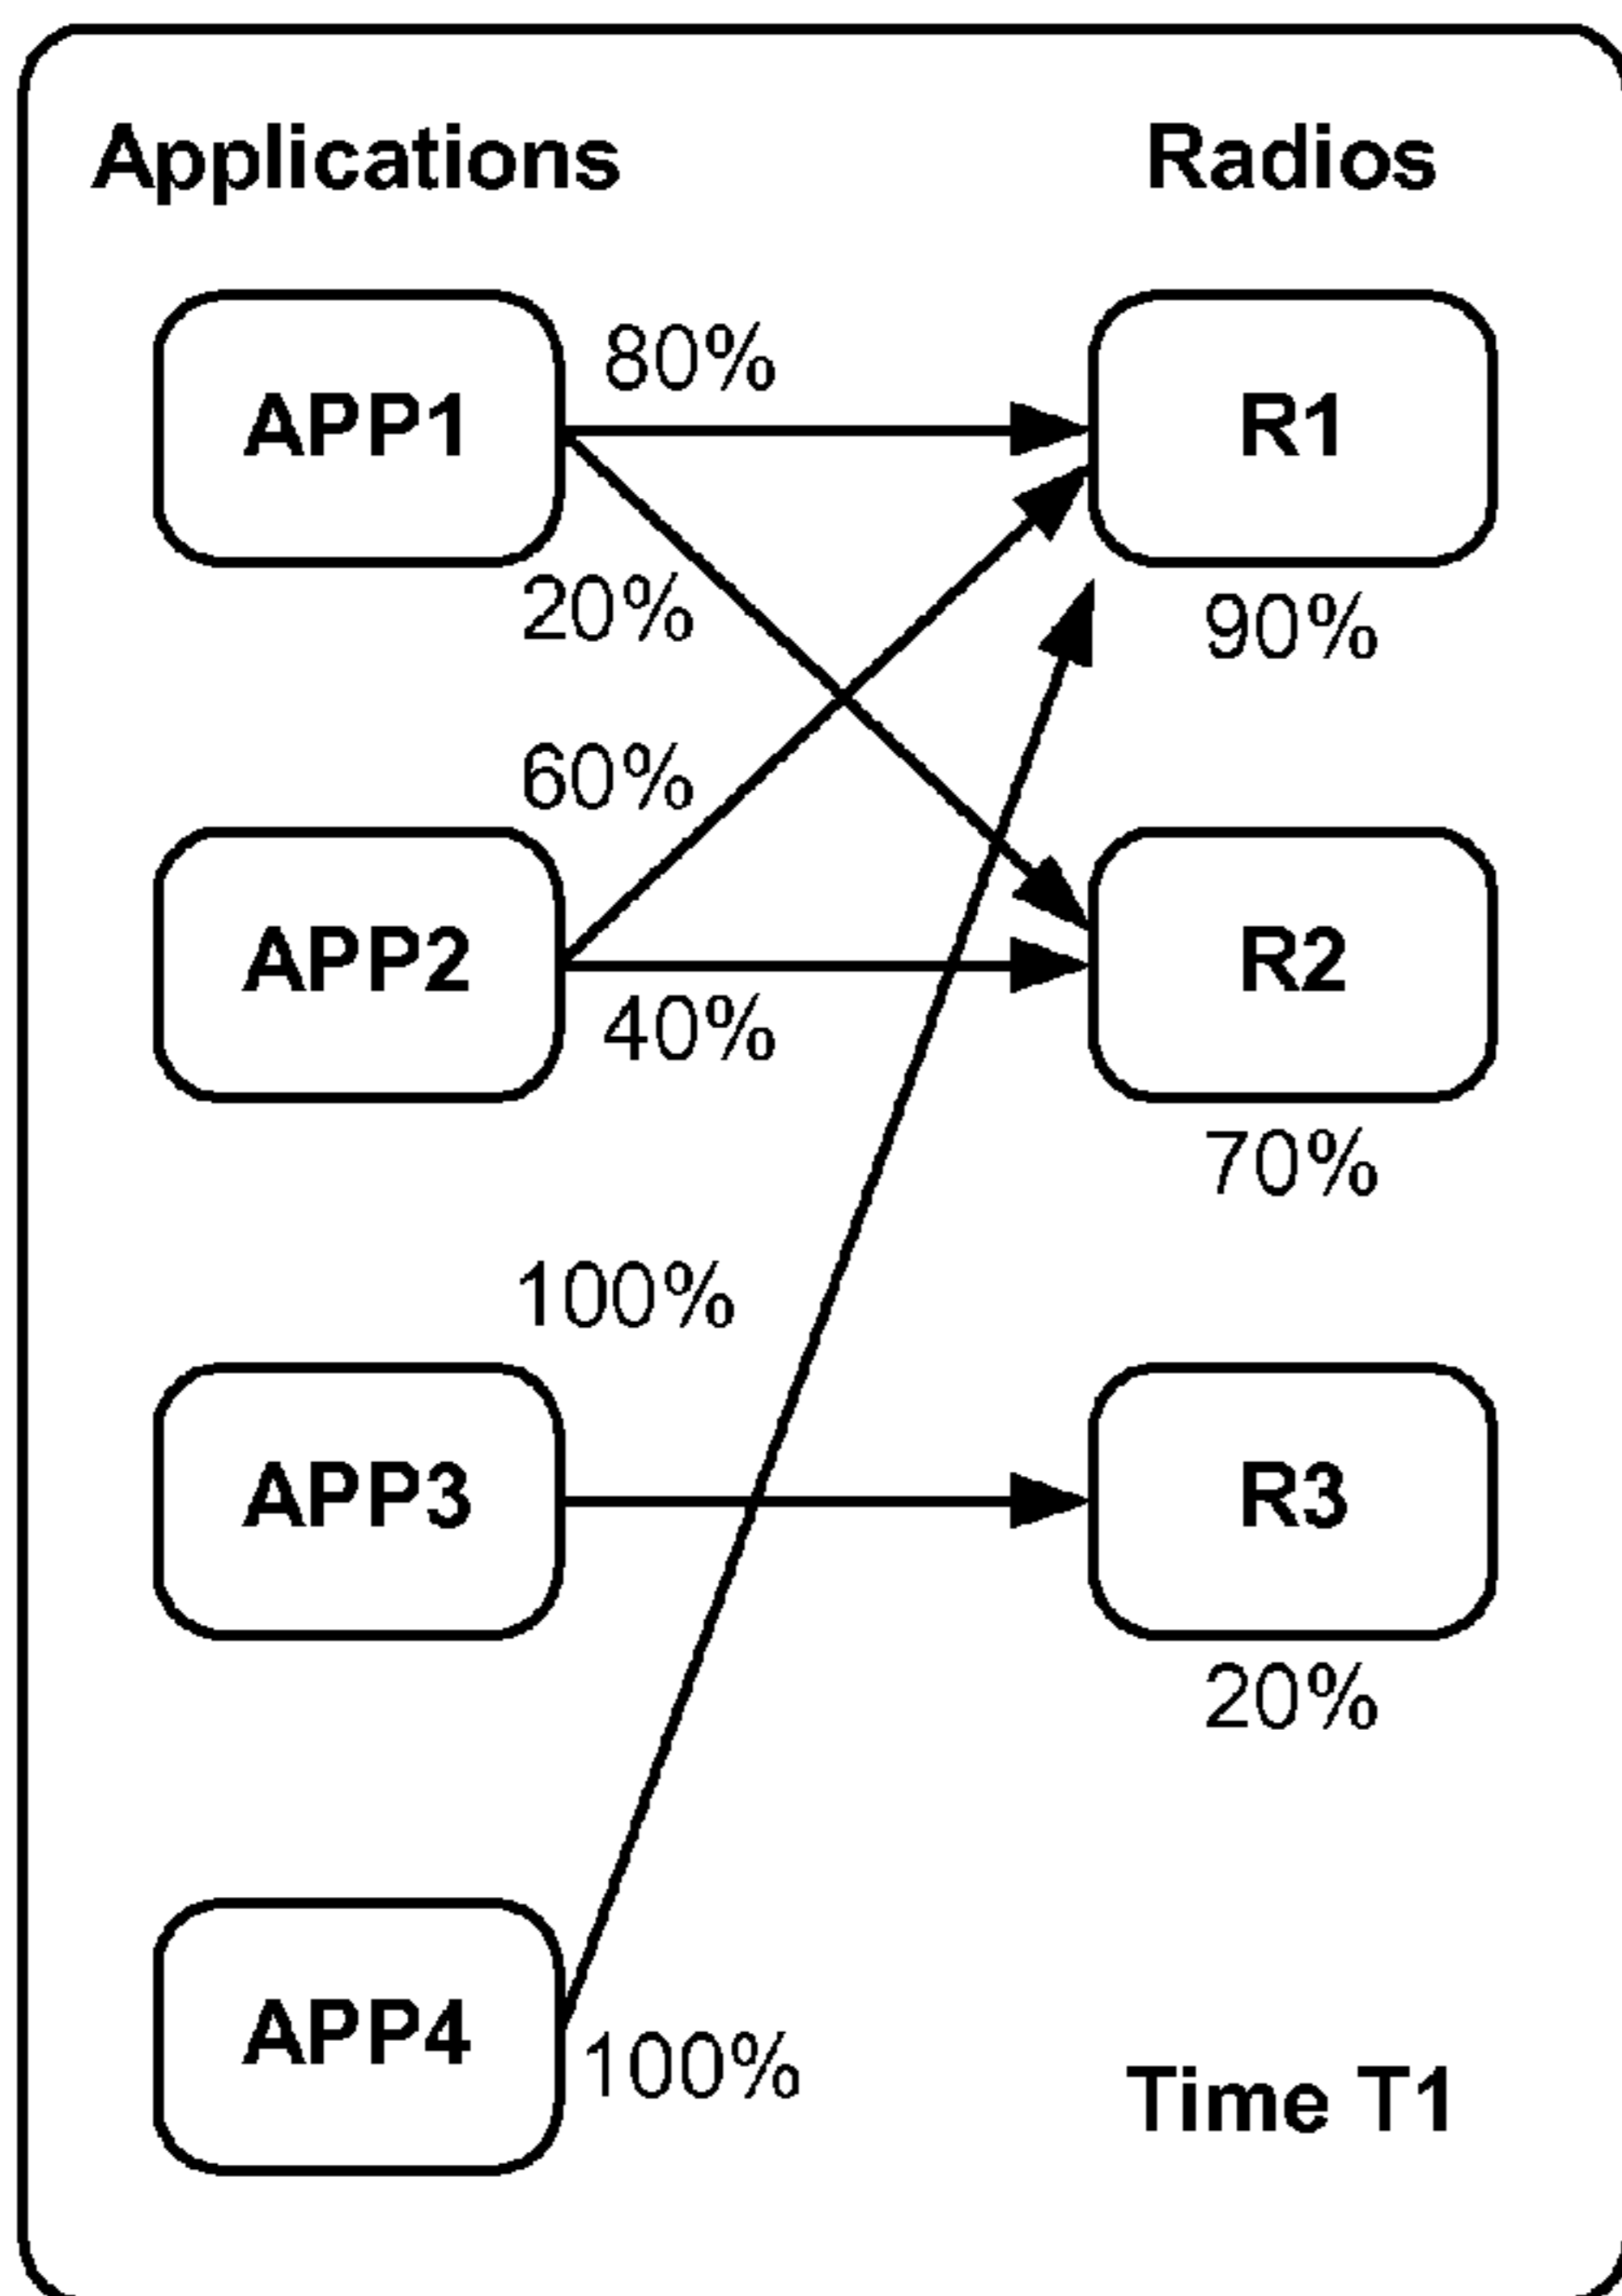 Applications
Radios
80%
APP1
R1
20%
90%
60%
APP2
R2
40%
70%
100%
APP3
R3
20%
APP4
100%
Time T1